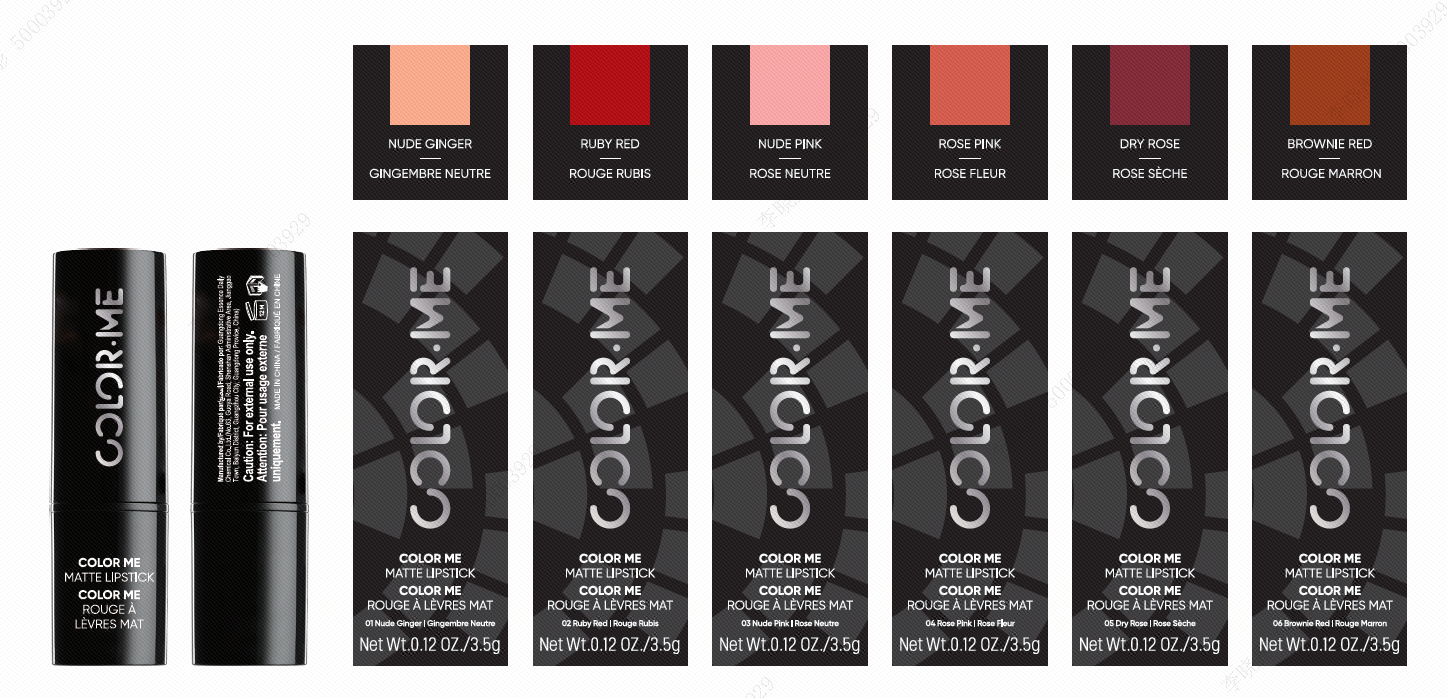 COLOR·ME
COLOR ME
MATTE LIPSTICK
COLOR ME
ROUGE À
LÈVRES MAT
Chemical Co.,Ltd.
Caution: For external use only.
Attention: Pour usage externe
uniquement.
12M
MADE IN CHINA / FABRIQUÉ EN CHINE
NUDE GINGER
GINGEMBRE NEUTRE
RUBY RED
ROUGE RUBIS
NUDE PINK
ROSE NEUTRE
ROSE PINK
ROSE FLEUR
DRY ROSE
ROSE SÈCHE
BROWNIE RED
ROUGE MARRON
COLOR·ME
COLOR ME
MATTE LIPSTICK
COLOR ME
ROUGE À LÈVRES MAT
01 Nude Ginger | Gingembre Neutre
Net Wt.0.12 OZ./3.5g
COLOR·ME
COLOR ME
MATTE LIPSTICK
COLOR ME
ROUGE À LÈVRES MAT
02 Ruby Red | Rouge Rubis
Net Wt.0.12 OZ./3.5g
COLOR·ME
COLOR ME
MATTE LIPSTICK
COLOR ME
ROUGE À LÈVRES MAT
03 Nude Pink | Rose Neutre
Net Wt.0.12 OZ./3.5g
COLOR·ME
COLOR ME
MATTE LIPSTICK
COLOR ME
ROUGE À LÈVRES MAT
04 Rose Pink | Rose Fleur
Net Wt.0.12 OZ./3.5g
COLOR·ME
COLOR ME
MATTE LIPSTICK
COLOR ME
ROUGE À LÈVRES MAT
05 Dry Rose | Rose Sèche
Net Wt.0.12 OZ./3.5g
COLOR·ME
COLOR ME
MATTE LIPSTICK
COLOR ME
ROUGE À LÈVRES MAT
06 Brownie Red | Rouge Marron
Net Wt.0.12 OZ./3.5g